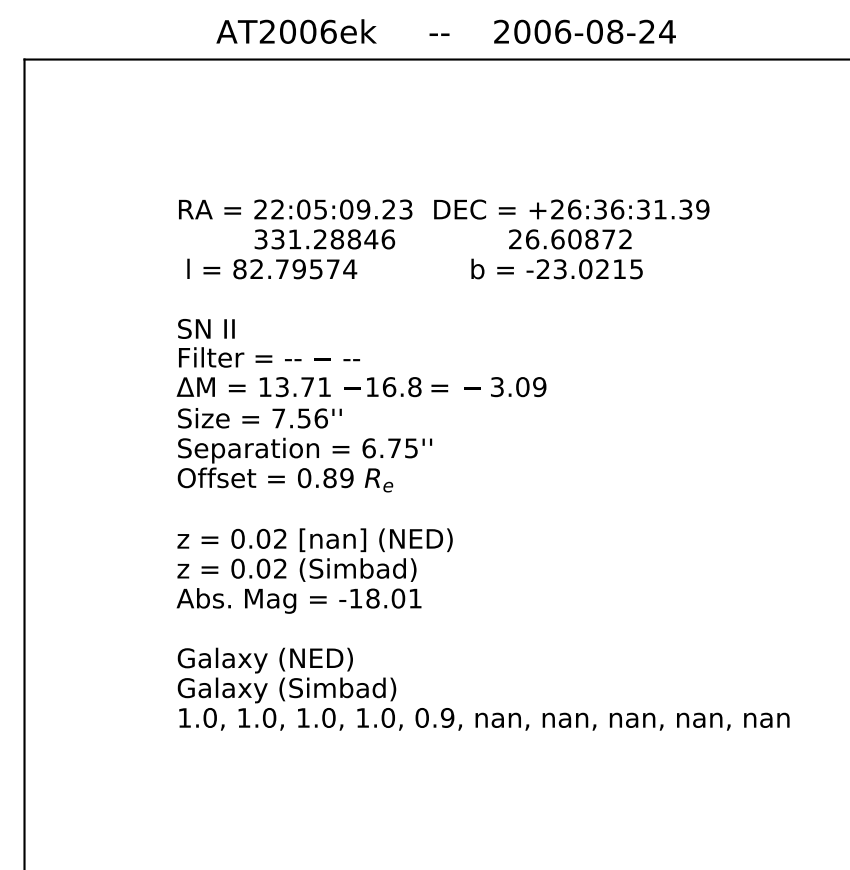 AT2006ek -- 2006-08-24
RA = 22:05:09.23 DEC = +26:36:31.39
331.28846 26.60872
l = 82.79574 b = -23.0215
SN II
Filter = -- − --
ΔM = 13.71 −16.8 = − 3.09
Size = 7.56''
Separation = 6.75''
Offset = 0.89 Rₑ
z = 0.02 [nan] (NED)
z = 0.02 (Simbad)
Abs. Mag = -18.01
Galaxy (NED)
Galaxy (Simbad)
1.0, 1.0, 1.0, 1.0, 0.9, nan, nan, nan, nan, nan